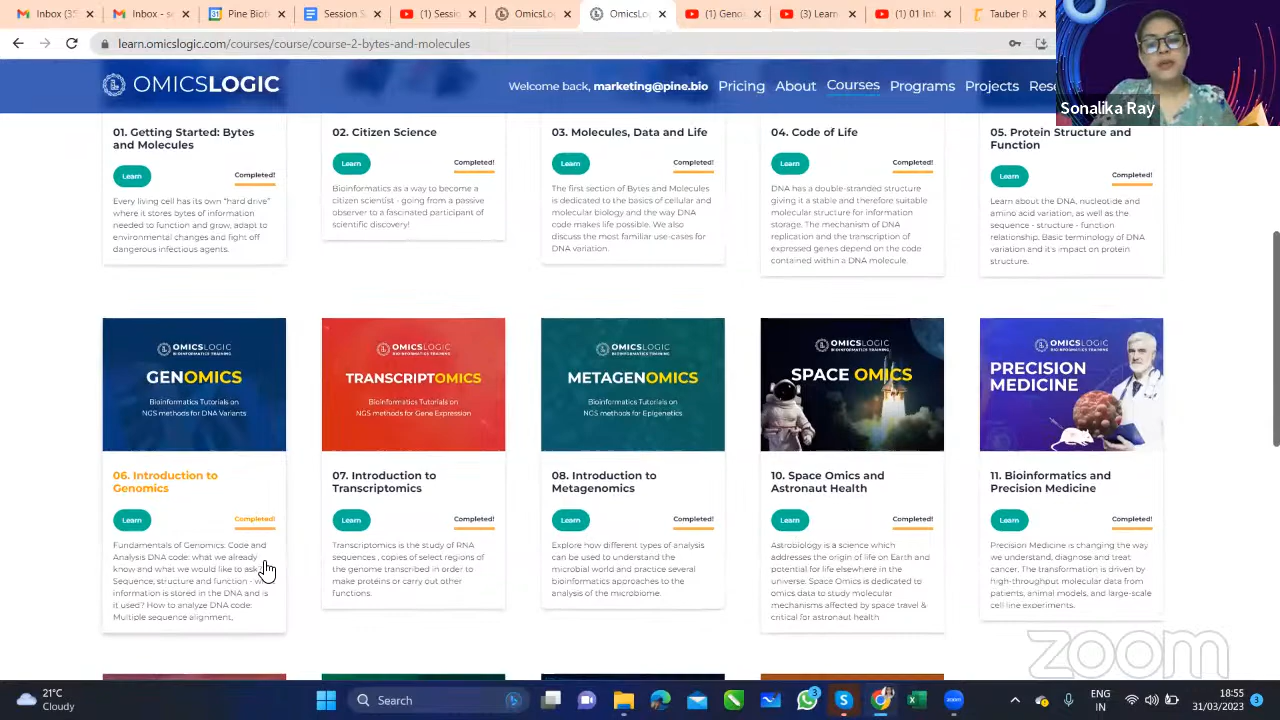 Inbox -
Inbox -
Session
(1) Sessi
OmicsL
OmicsL
Geno
(3) Learn
(1) 01 Int
Tauber B
learn.omicslogic.com/courses/course/course-2-bytes-and-molecules
OMICSLOGIC
Welcome back, marketing@pine.bio
Pricing
About
Courses
Programs
Projects
Sonalika Ray
01. Getting Started: Bytes
and Molecules
Learn
Completed!
Every living cell has its own "hard drive"
where it stores bytes of information
needed to function and grow, adapt to
environmental changes and fight off
dangerous infectious agents.
02. Citizen Science
Learn
Completed!
Bioinformatics as a way to become a
citizen scientist - going from a passive
observer to a fascinated participant of
scientific discovery!
03. Molecules, Data and Life
Learn
Completed!
The first section of Bytes and Molecules
is dedicated to the basics of cellular and
molecular biology and the way DNA
code makes life possible. We also
discuss the most familiar use-cases for
DNA variation.
04. Code of Life
Learn
Completed!
DNA has a double-stranded structure
giving it a stable and therefore suitable
molecular structure for information
storage. The mechanism of DNA
replication and the transcription of
expressed genes depend on the code
contained within a DNA molecule.
05. Protein Structure and
Function
Learn
Completed!
Learn about the DNA, nucleotide and
amino acid variation, as well as the
sequence - structure - function
relationship. Basic terminology of DNA
variation and it's impact on protein
structure.
OMICSLOGIC
BIOINFORMATICS TRAINING
GENOMICS
Bioinformatics Tutorials on
NGS methods for DNA Variants
06. Introduction to
Genomics
Learn
Completed!
Fundamentals of Genomics: Code and
Analysis DNA code: what we already
know and what we would like to ask
Sequence, structure and function -
information is stored in the DNA and is
it used? How to analyze DNA code:
Multiple sequence alignment,
OMICSLOGIC
BIOINFORMATICS TRAINING
TRANSCRIPTOMICS
Bioinformatics Tutorials on
NGS methods for Gene Expression
07. Introduction to
Transcriptomics
Learn
Completed!
Transcriptomics is the study of RNA
sequences , copies of select regions of
the genome transcribed in order to
make proteins or carry out other
functions.
OMICSLOGIC
BIOINFORMATICS TRAINING
METAGENOMICS
Bioinformatics Tutorials on
NGS methods for Epigenetics
08. Introduction to
Metagenomics
Learn
Completed!
Explore how different types of analysis
can be used to understand the
microbial world and practice several
bioinformatics approaches to the
analysis of the microbiome.
OMICSLOGIC
BIOINFORMATICS TRAINING
SPACE OMICS
10. Space Omics and
Astronaut Health
Learn
Completed!
Astrobiology is a science which
addresses the origin of life on Earth and
potential for life elsewhere in the
universe. Space Omics is dedicated to
omics data to study molecular
mechanisms affected by space travel &
critical for astronaut health
OMICSLOGIC
BIOINFORMATICS TRAINING
PRECISION
MEDICINE
11. Bioinformatics and
Precision Medicine
Learn
Completed!
Precision Medicine is changing the way
we understand, diagnose and treat
cancer. The transformation is driven by
high-throughput molecular data from
patients, animal models, and large-scale
cell line experiments.
zoom
21°C
Cloudy
Search
3
zoom
ENG
IN
18:55
31/03/2023
3